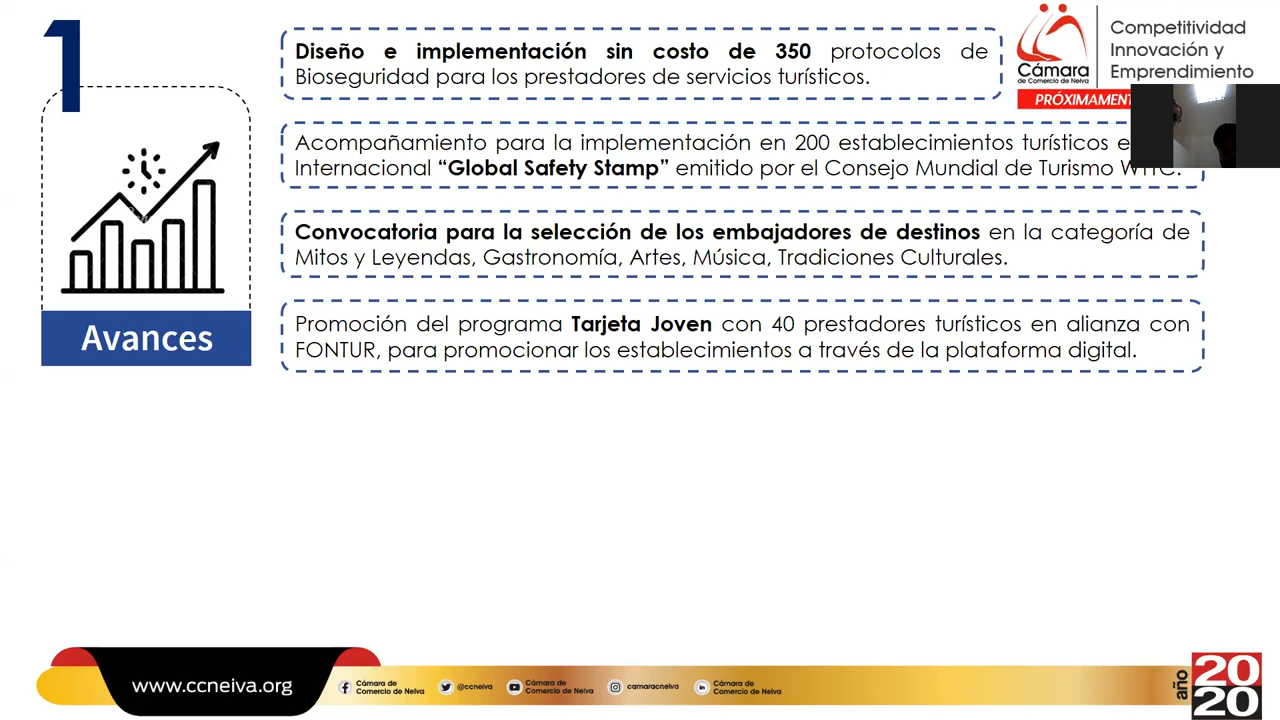 1
Diseño e implementación sin costo de 350 protocolos de
Bioseguridad para los prestadores de servicios turísticos.
Cámara
de Comercio de Neiva
Competitividad
Innovación y
Emprendimiento
Acompañamiento para la implementación en 200 establecimientos turísticos
Internacional “Global Safety Stamp” emitido por el Consejo Mundial de Turismo WTTC.
Convocatoria para la selección de los embajadores de destinos en la categoría de
Mitos y Leyendas, Gastronomía, Artes, Música, Tradiciones Culturales.
Promoción del programa Tarjeta Joven con 40 prestadores turísticos en alianza con
FONTUR, para promocionar los establecimientos a través de la plataforma digital.
Avances
www.ccneiva.org
Cámara de
Comercio de Neiva
@ccneiva
Cámara de
Comercio de Neiva
camaracneiva
Cámara de
Comercio de Neiva
año
20
20